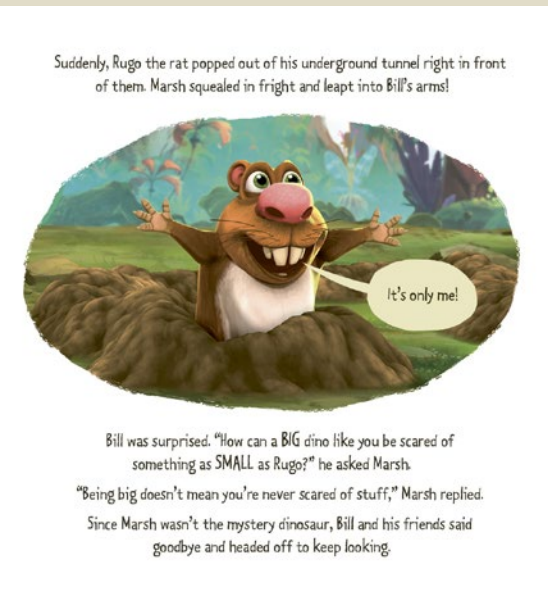 Suddenly, Rugo the rat popped out of his underground tunnel right in front
of them. Marsh squealed in fright and leapt into Bill's arms!
It's only me!
Bill was surprised. "How can a BIG dino like you be scared of
something as SMALL as Rugo?" he asked Marsh.
"Being big doesn't mean you're never scared of stuff," Marsh replied.
Since Marsh wasn't the mystery dinosaur, Bill and his friends said
goodbye and headed off to keep looking.